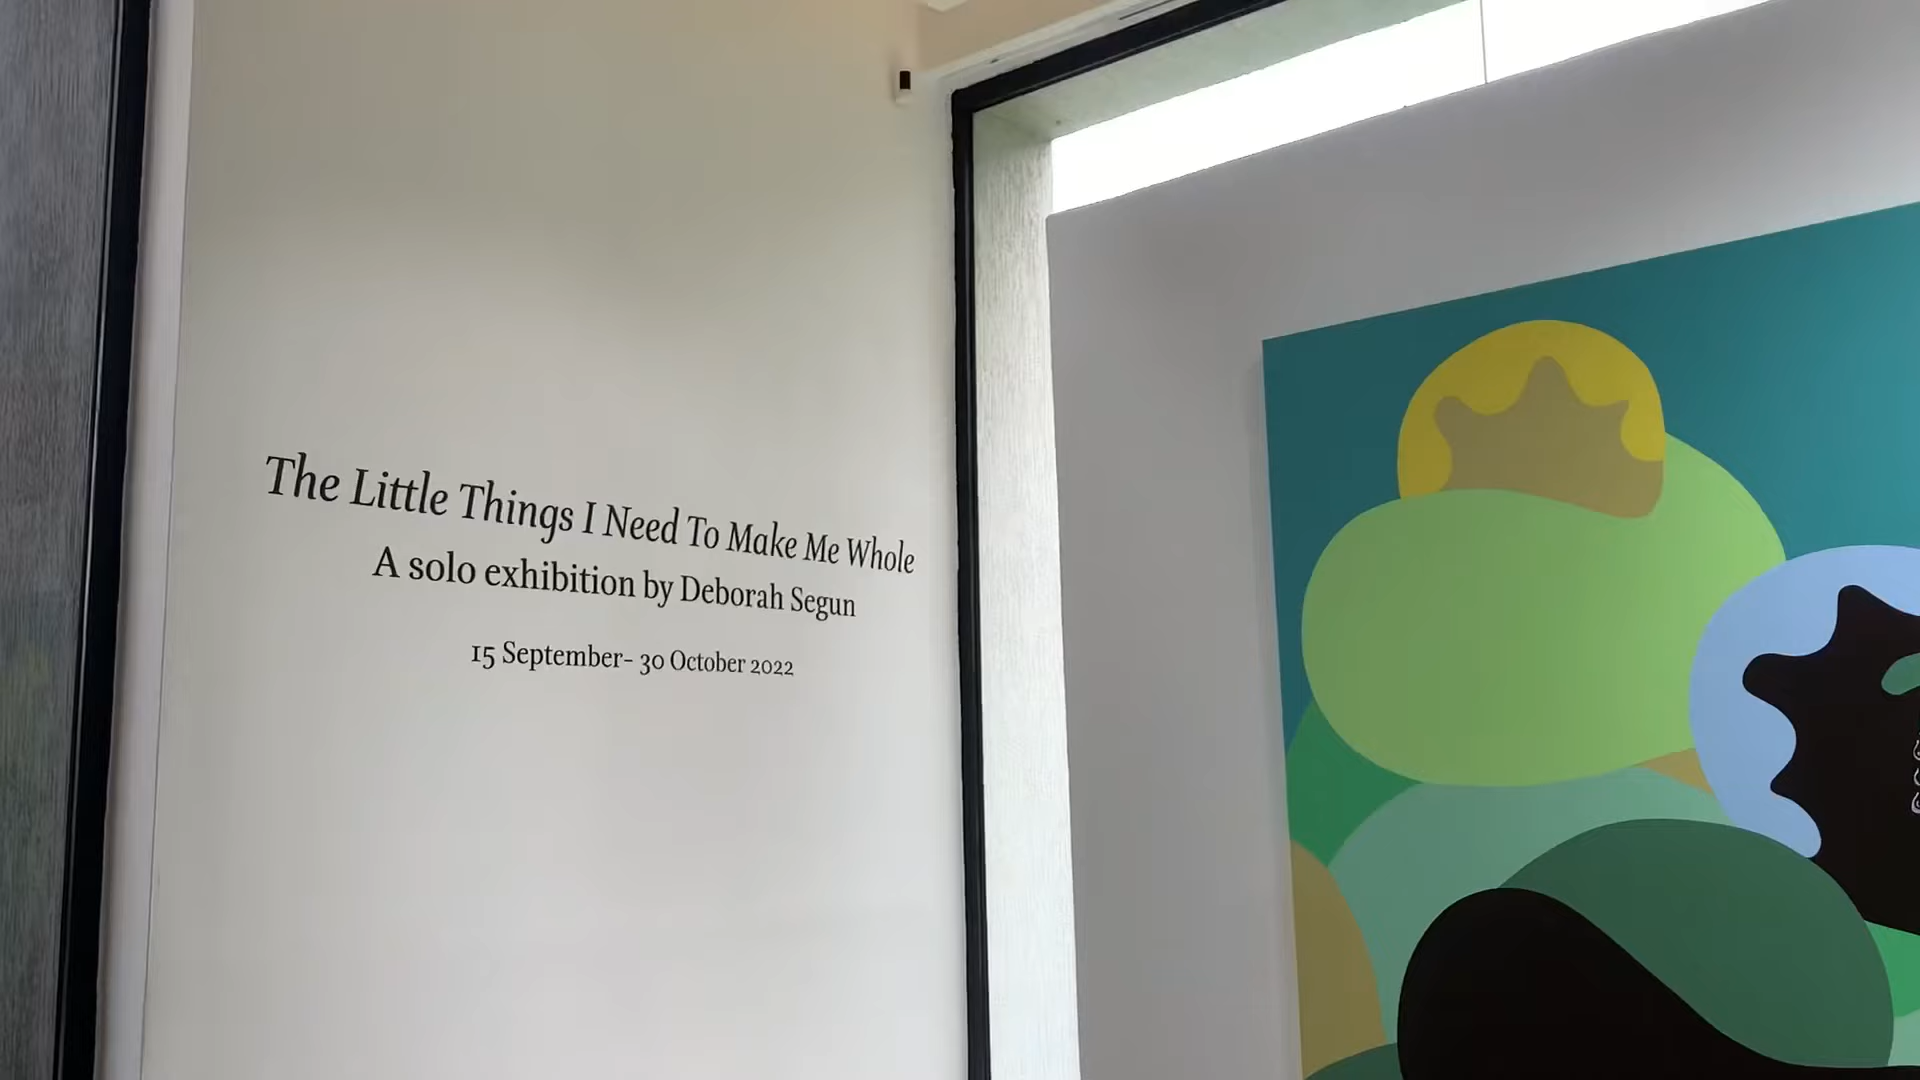 The Little Things I Need To Make Me Whole
A solo exhibition by Deborah Segun
15 September- 30 October 2022